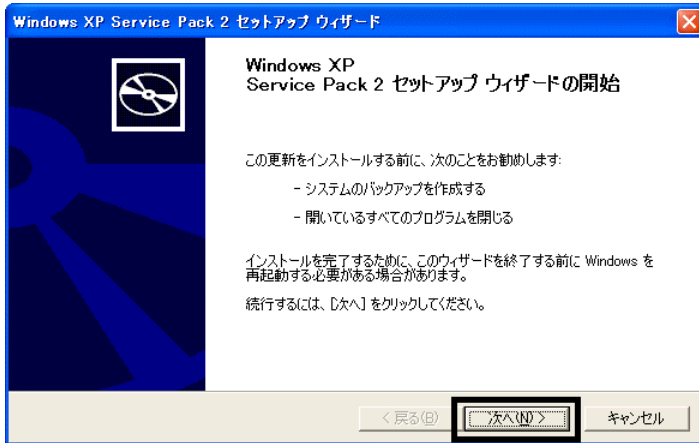 Windows XP Service Pack 2 セットアップ ウィザード
Windows XP
Service Pack 2 セットアップ ウィザードの開始
この更新をインストールする前に、次のことをお勧めします:
- システムのバックアップを作成する
- 開いているすべてのプログラムを閉じる
インストールを完了するために、このウィザードを終了する前に Windows を
再起動する必要がある場合があります。
続行するには、[次へ] をクリックしてください。
< 戻る(B)
次へ(N) >
キャンセル